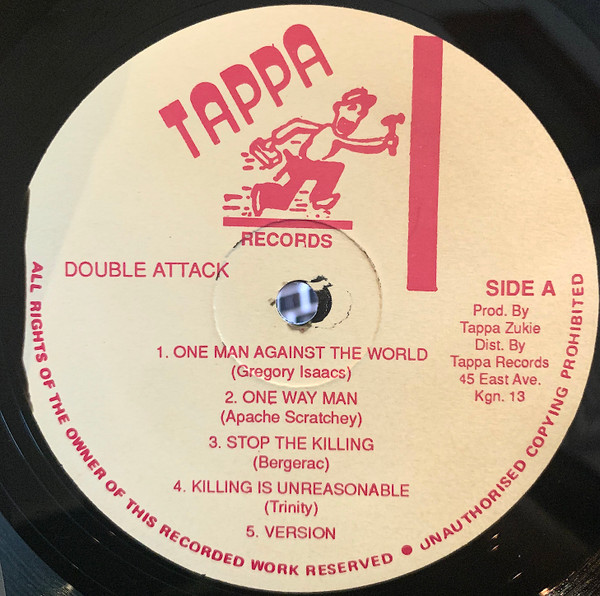 TAPPA
RECORDS
DOUBLE ATTACK
SIDE A
Prod. By
Tappa Zukie
Dist. By
Tappa Records
45 East Ave.
Kgn. 13
1. ONE MAN AGAINST THE WORLD
(Gregory Isaacs)
2. ONE WAY MAN
(Apache Scratchey)
3. STOP THE KILLING
(Bergerac)
4. KILLING IS UNREASONABLE
(Trinity)
5. VERSION
ALL RIGHTS OF THE OWNER OF THIS RECORDED WORK RESERVED ● UNAUTHORISED COPYING PROHIBITED